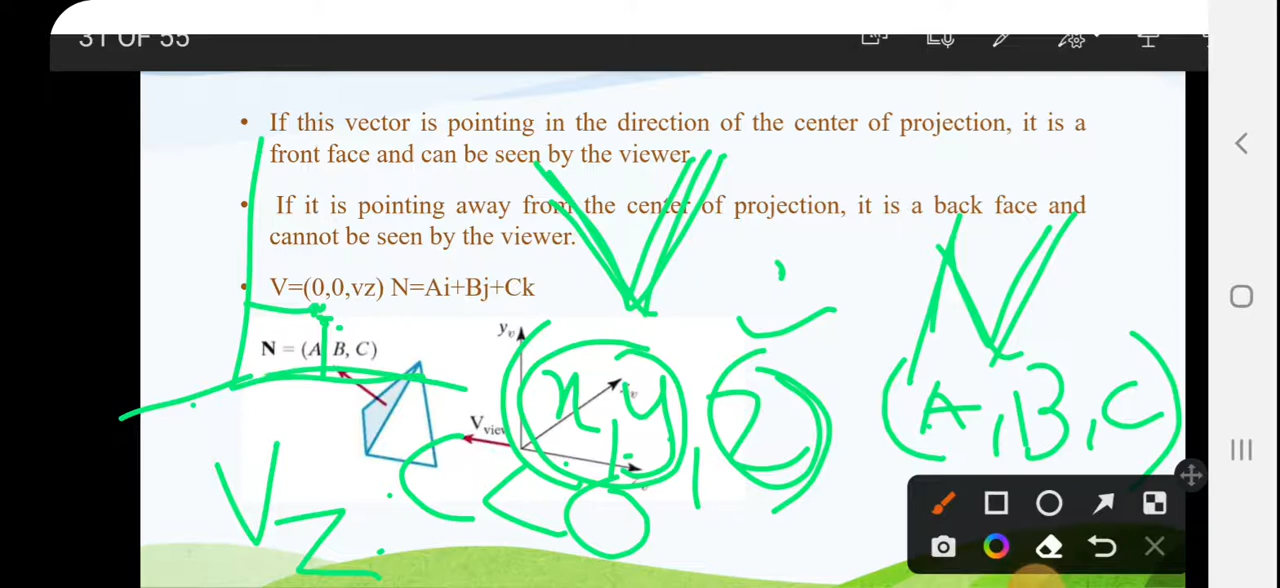 31 OF 55
• If this vector is pointing in the direction of the center of projection, it is a
front face and can be seen by the viewer.
• If it is pointing away from the center of projection, it is a back face and
cannot be seen by the viewer.
• V=(0,0,vz) N=Ai+Bj+Ck
V
N
N = (A, B, C)
yv
(x, y, z)
(A, B, C)
Vview
Vz
0